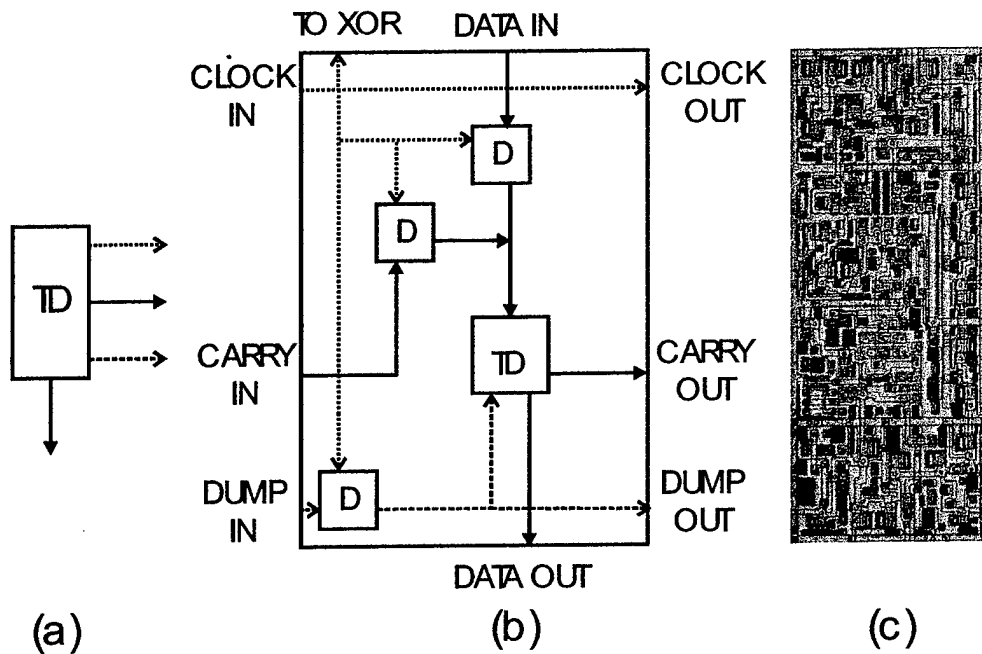 TO XOR
DATA IN
CLOCK
IN
CLOCK
OUT
D
D
TD
TD
CARRY
IN
CARRY
OUT
DUMP
IN
D
DUMP
OUT
DATA OUT
(a)
(b)
(c)